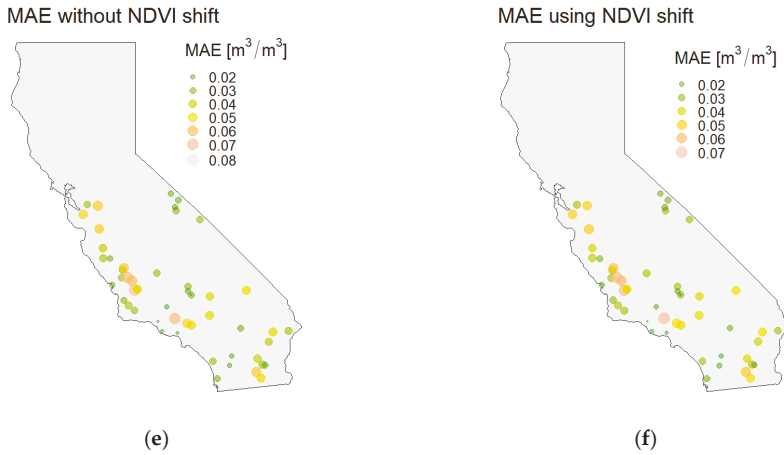 MAE without NDVI shift
MAE [m³/m³]
0.02
0.03
0.04
0.05
0.06
0.07
0.08
(e)
MAE using NDVI shift
MAE [m³/m³]
0.02
0.03
0.04
0.05
0.06
0.07
(f)